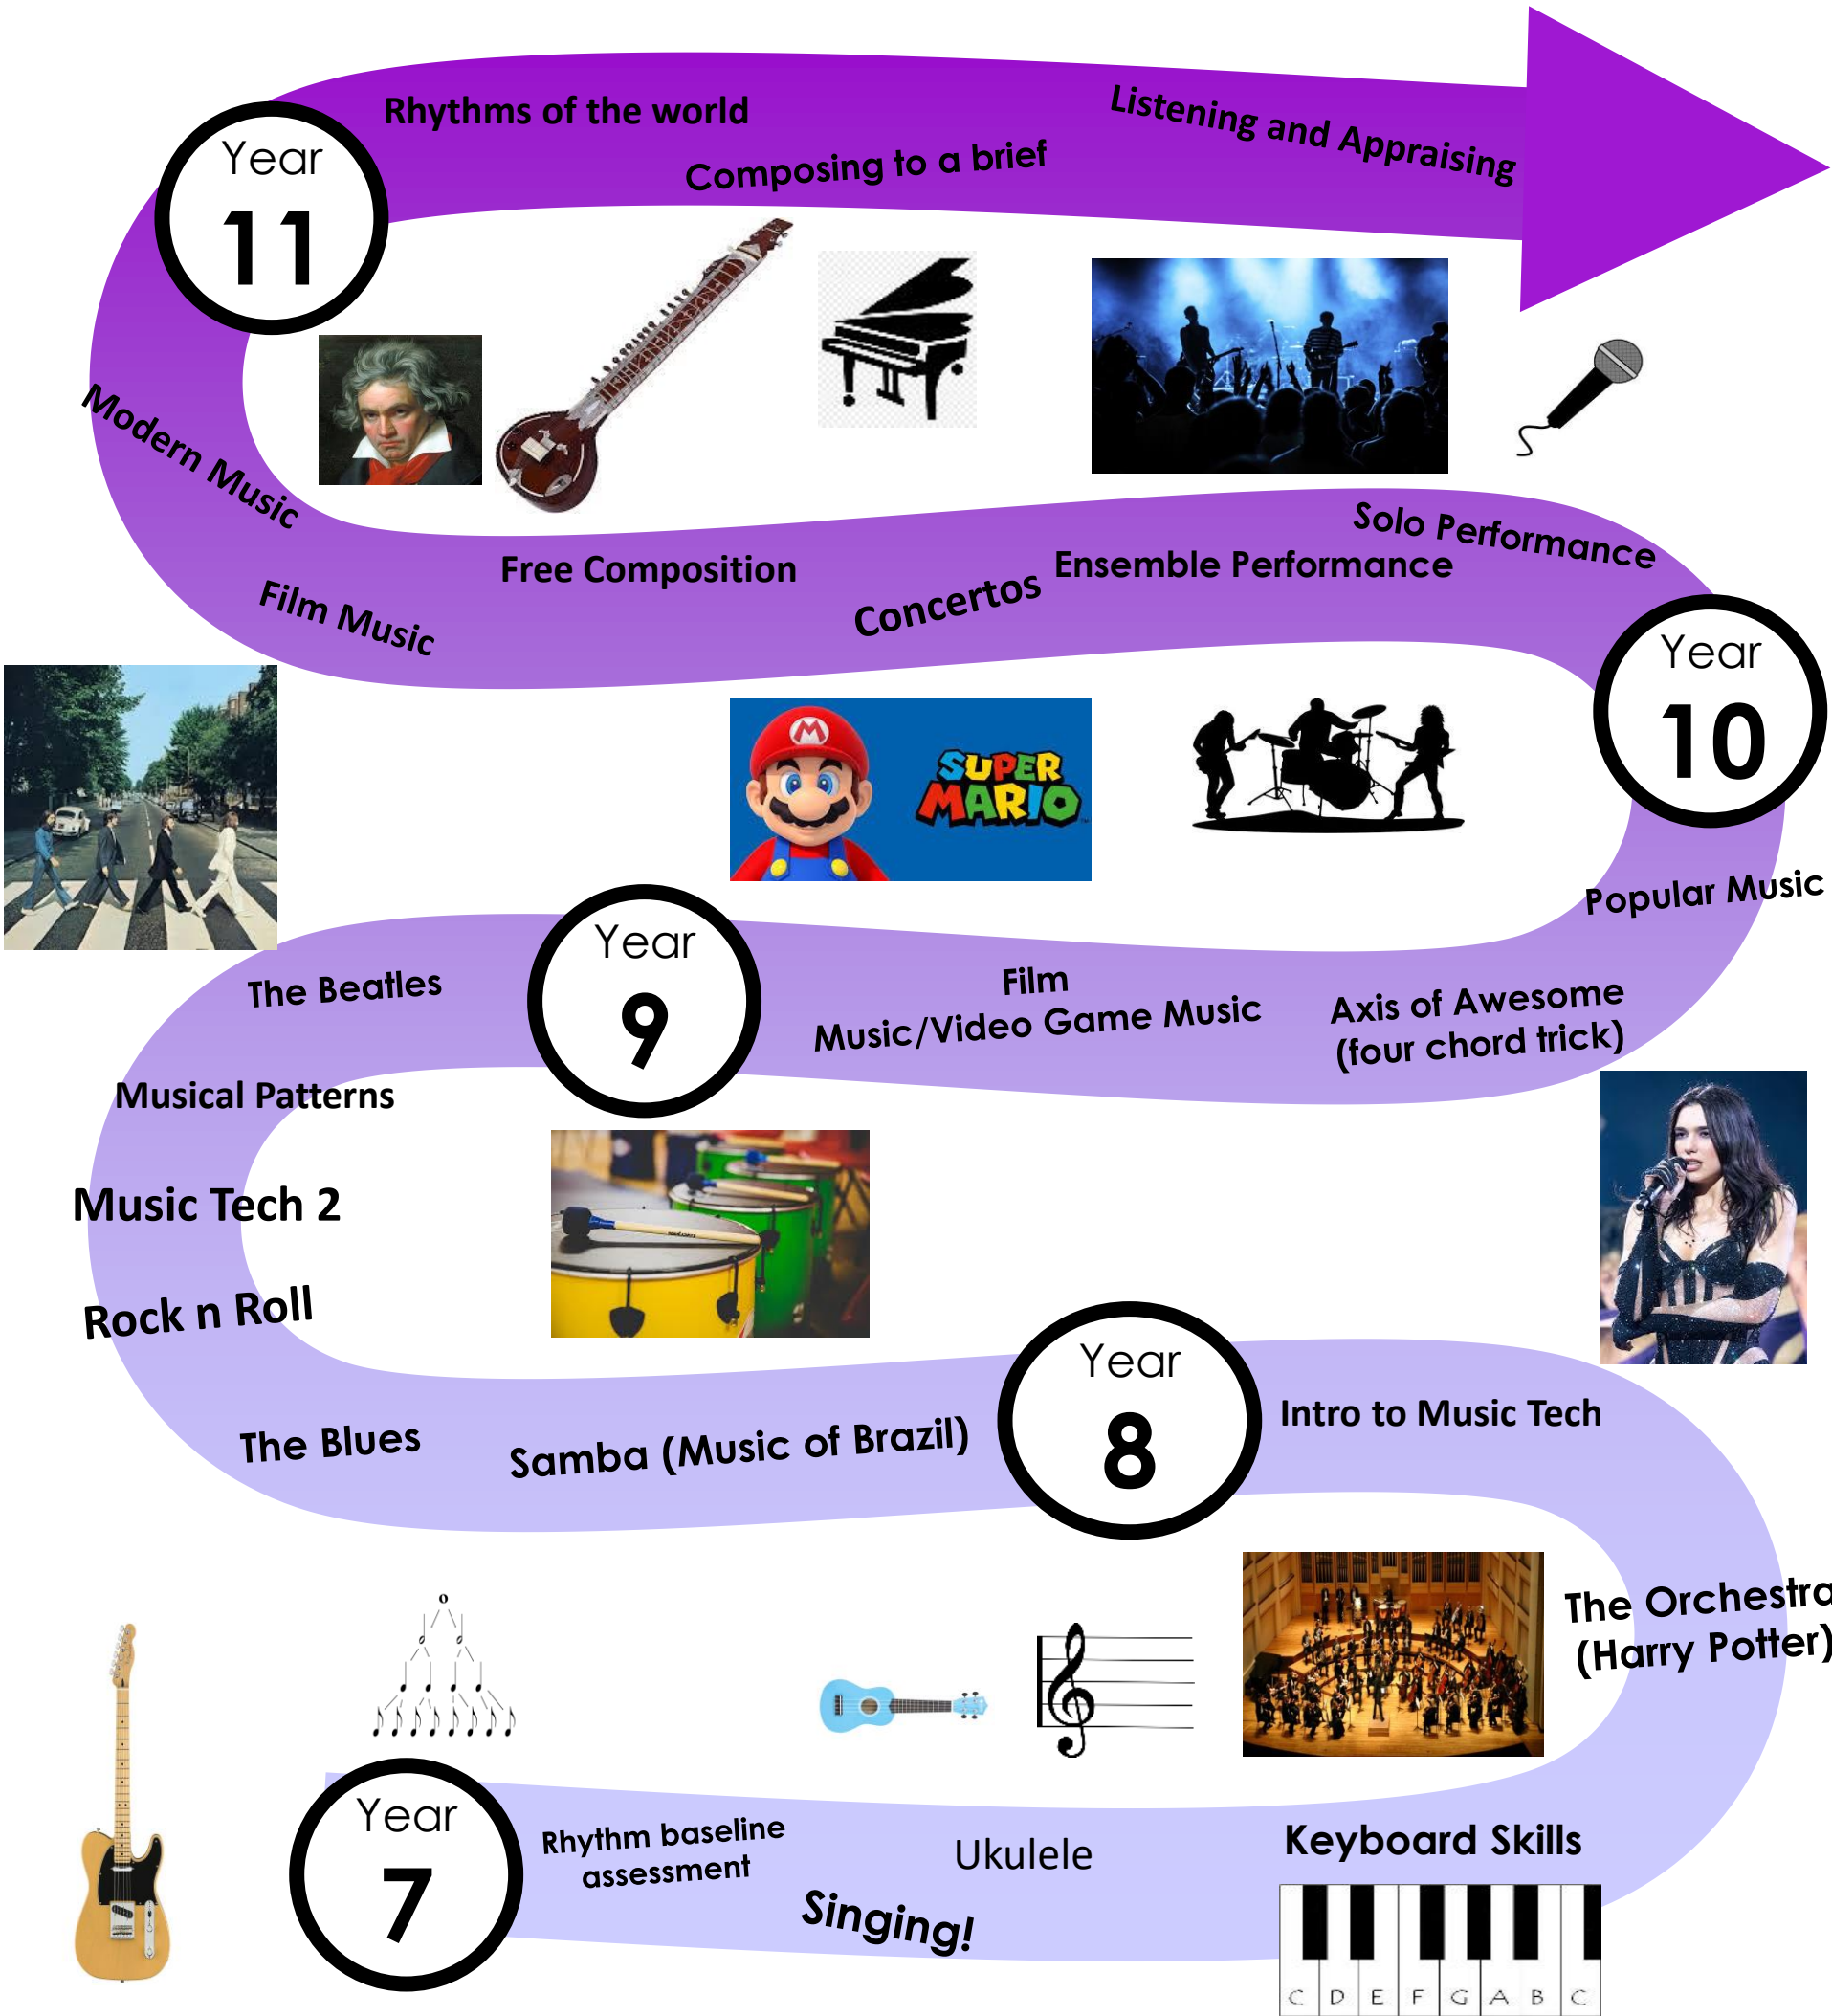 Rhythms of the world
Composing to a brief
Listening and Appraising
Year
11
Modern Music
Film Music
Free Composition
Concertos
Ensemble Performance
Solo Performance
Year
10
M
SUPER
MARIO
Popular Music
The Beatles
Year
9
Film
Music/Video Game Music
Axis of Awesome
(four chord trick)
Musical Patterns
Music Tech 2
Rock n Roll
The Blues
Samba (Music of Brazil)
Year
8
Intro to Music Tech
The Orchestra
(Harry Potter)
Year
7
Rhythm baseline
assessment
Singing!
Ukulele
Keyboard Skills
C D E F G A B C